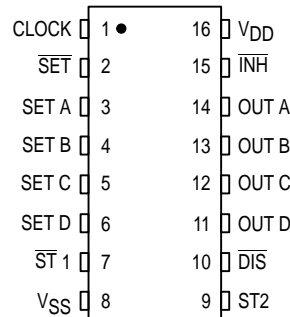 CLOCK 1 16 VDD
SET 2 15 INH
SET A 3 14 OUT A
SET B 4 13 OUT B
SET C 5 12 OUT C
SET D 6 11 OUT D
ST 1 7 10 DIS
VSS 8 9 ST2